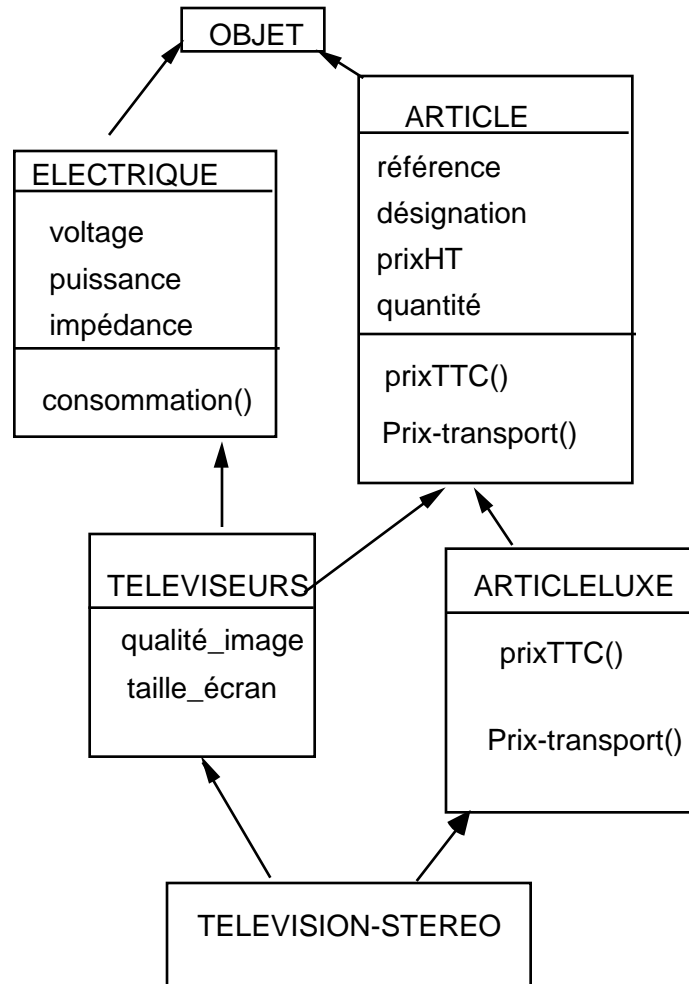 OBJET
ELECTRIQUE
voltage
puissance
impédance
consommation()
ARTICLE
référence
désignation
prixHT
quantité
prixTTC()
Prix-transport()
TELEVISEURS
qualité_image
taille_écran
ARTICLELUXE
prixTTC()
Prix-transport()
TELEVISION-STEREO